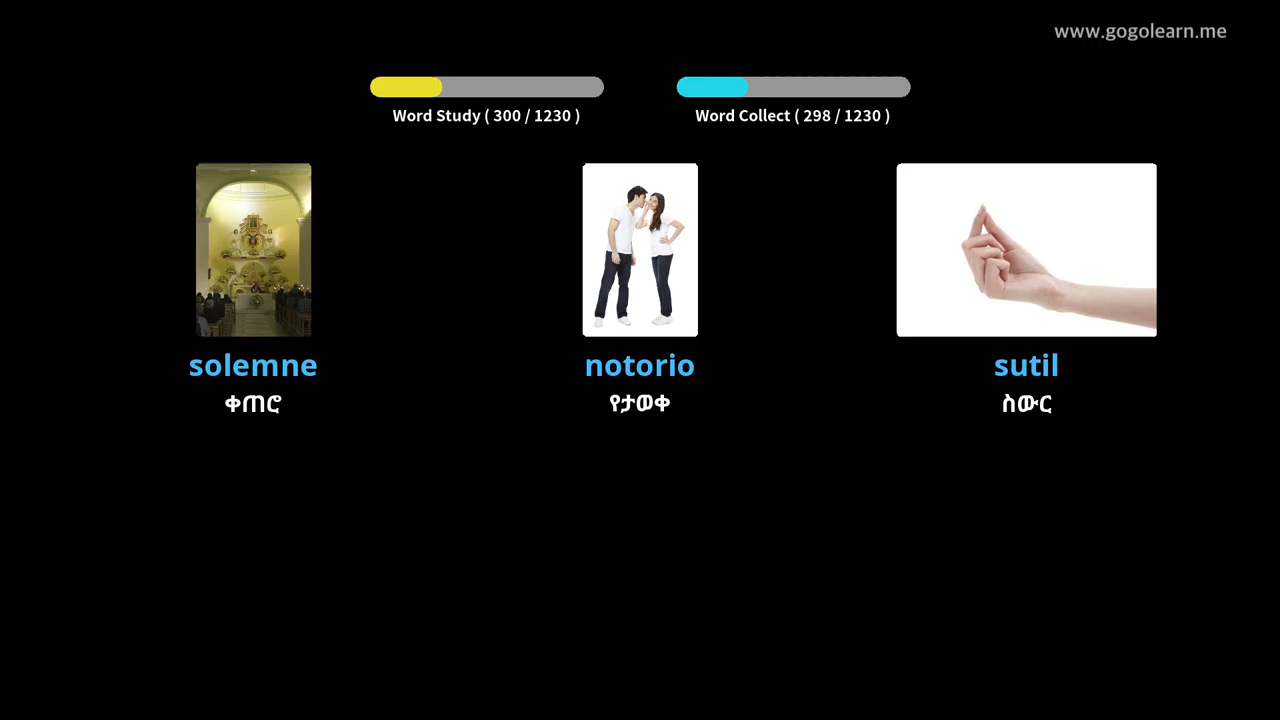 www.gogolearn.me
Word Study ( 300 / 1230 )
Word Collect ( 298 / 1230 )
solemne
ቀጠሮ
notorio
የታወቀ
sutil
ስውር